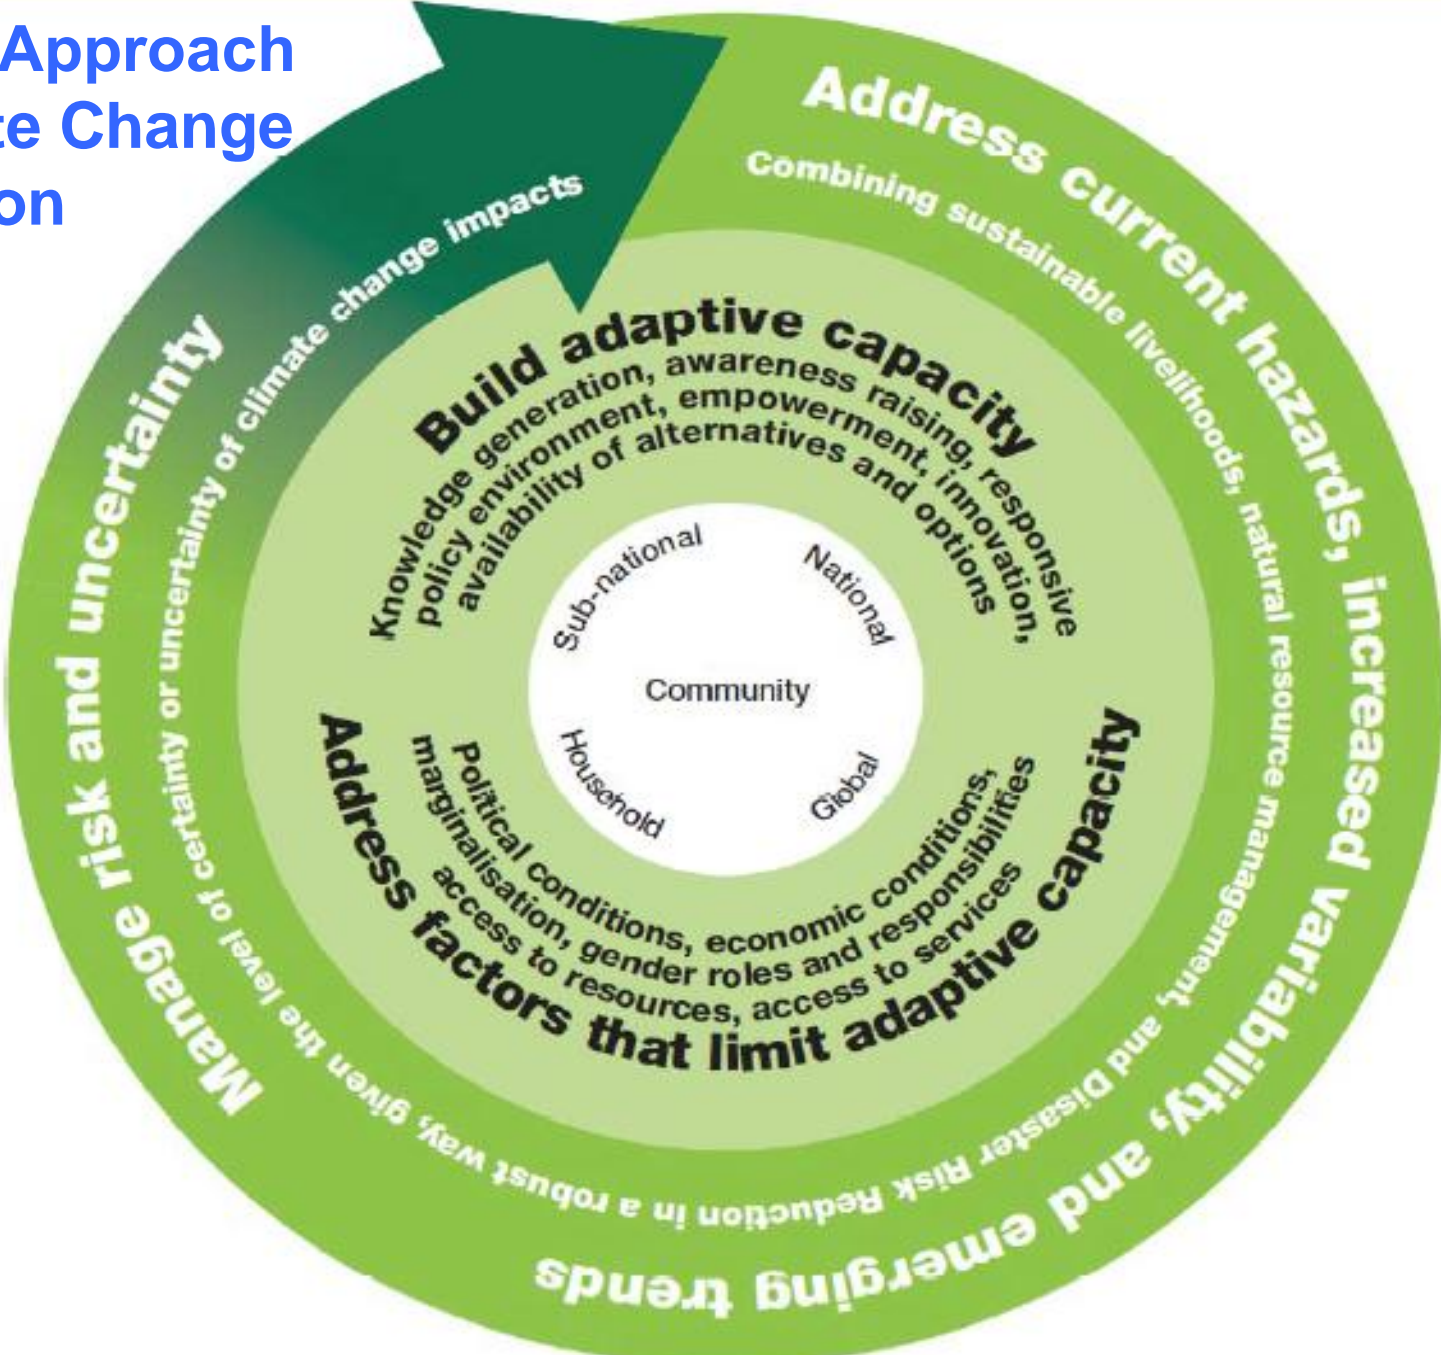 Approach
te Change
on
Address current hazards, increased variability, and emerging trends
Combining sustainable livelihoods, natural resource management, and Disaster Risk Reduction in a robust way, given the level of certainty or uncertainty of climate change impacts
Manage risk and uncertainty
Build adaptive capacity
Knowledge generation, awareness raising, responsive
policy environment, empowerment, innovation,
availability of alternatives and options
Sub-national
National
Community
Household
Global
Political conditions, economic conditions,
marginalisation, gender roles and responsibilities
access to resources, access to services
Address factors that limit adaptive capacity